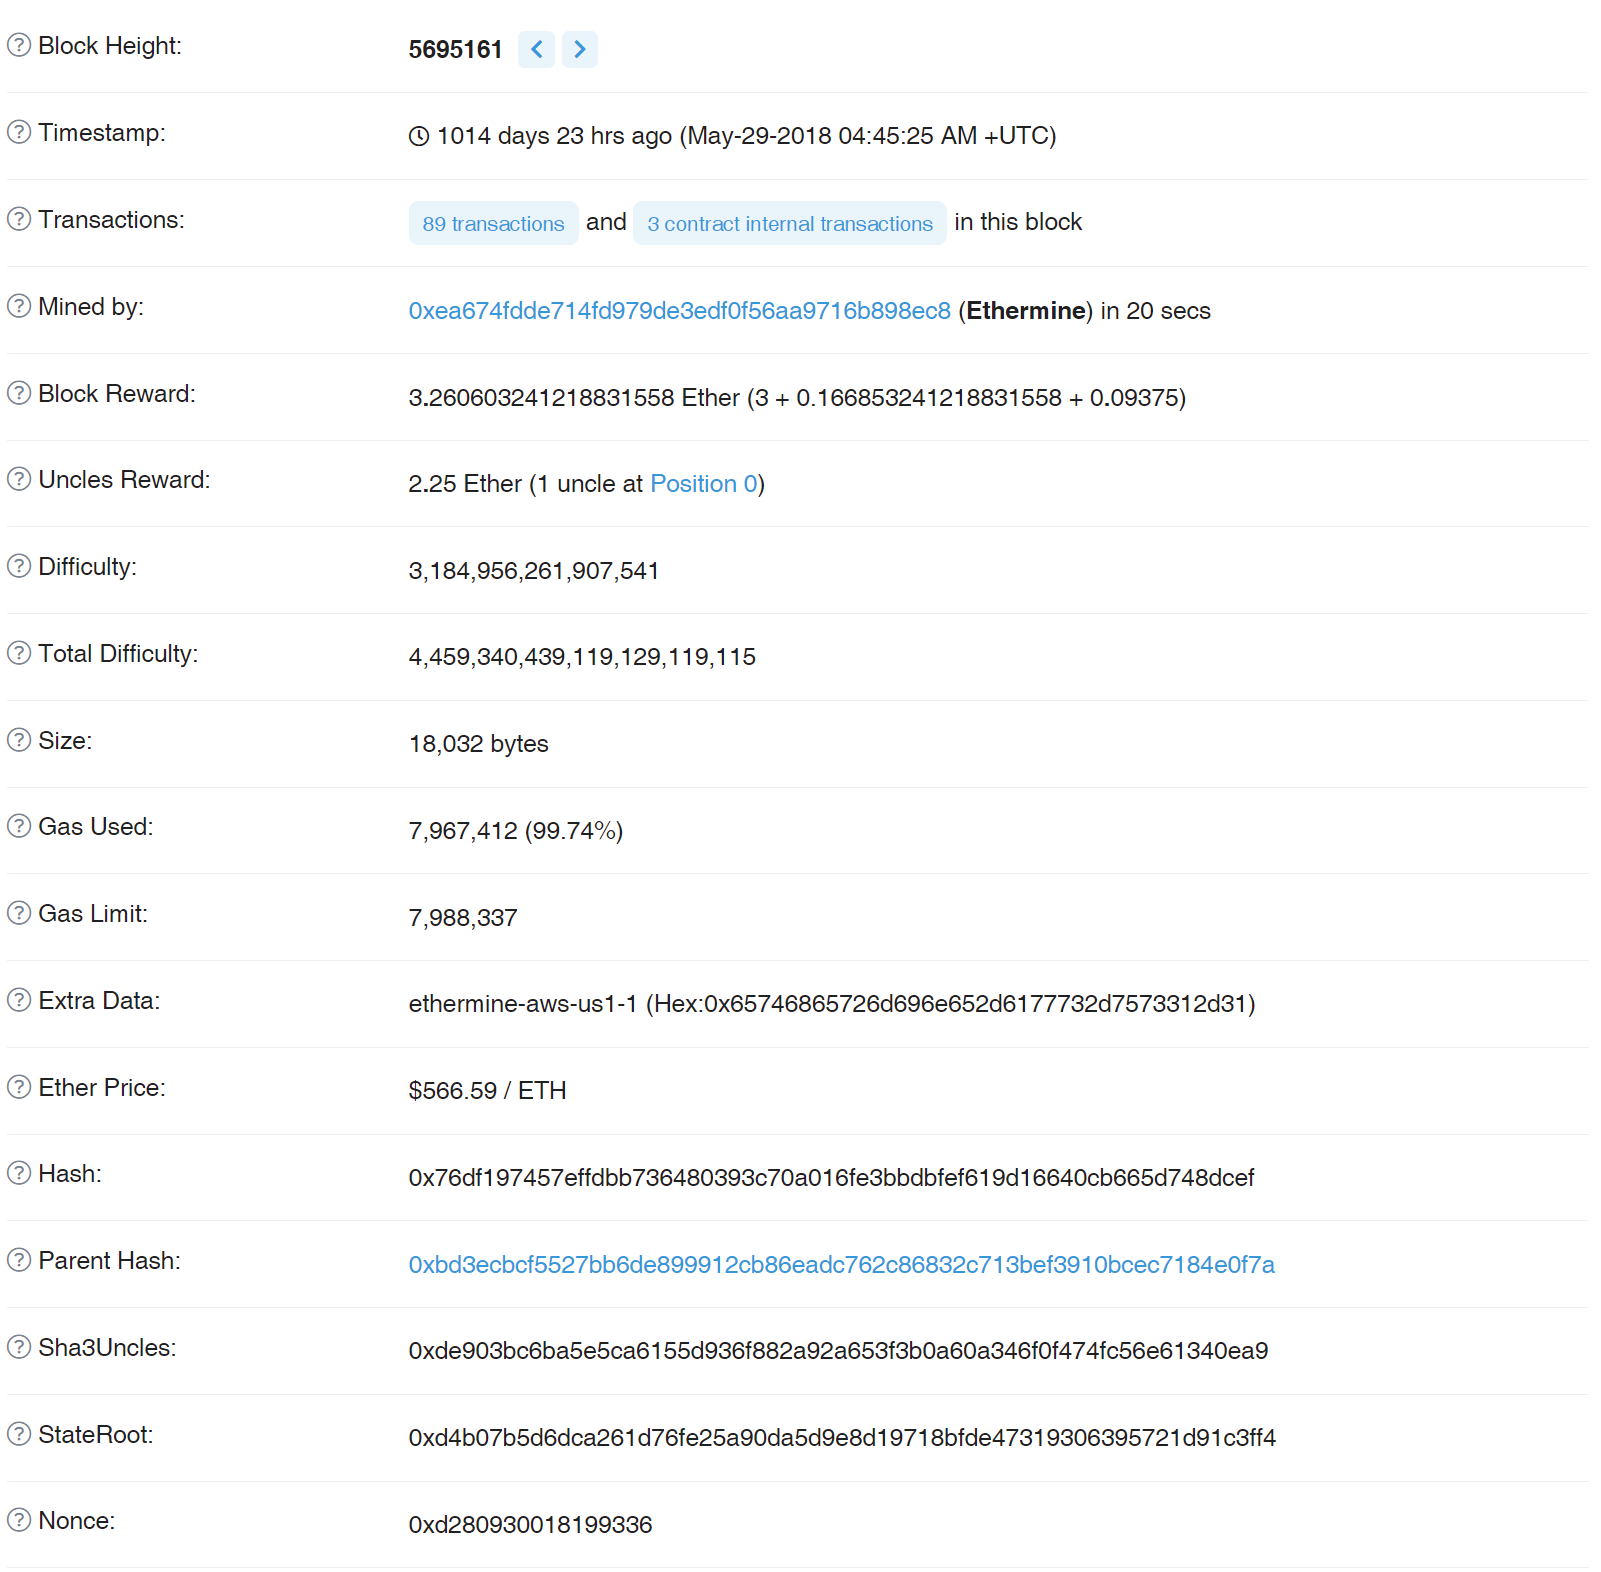 Block Height: 5695161
Timestamp: 1014 days 23 hrs ago (May-29-2018 04:45:25 AM +UTC)
Transactions: 89 transactions and 3 contract internal transactions in this block
Mined by: 0xea674fdde714fd979de3edf0f56aa9716b898ec8 (Ethermine) in 20 secs
Block Reward: 3.260603241218831558 Ether (3 + 0.166853241218831558 + 0.09375)
Uncles Reward: 2.25 Ether (1 uncle at Position 0)
Difficulty: 3,184,956,261,907,541
Total Difficulty: 4,459,340,439,119,129,119,115
Size: 18,032 bytes
Gas Used: 7,967,412 (99.74%)
Gas Limit: 7,988,337
Extra Data: ethermine-aws-us1-1 (Hex:0x65746865726d696e652d6177732d7573312d31)
Ether Price: $566.59 / ETH
Hash: 0x76df197457effdbb736480393c70a016fe3bbdbfef619d16640cb665d748dcef
Parent Hash: 0xbd3ecbcf5527bb6de899912cb86eadc762c86832c713bef3910bcec7184e0f7a
Sha3Uncles: 0xde903bc6ba5e5ca6155d936f882a92a653f3b0a60a346f0f474fc56e61340ea9
StateRoot: 0xd4b07b5d6dca261d76fe25a90da5d9e8d19718bfde47319306395721d91c3ff4
Nonce: 0xd280930018199336